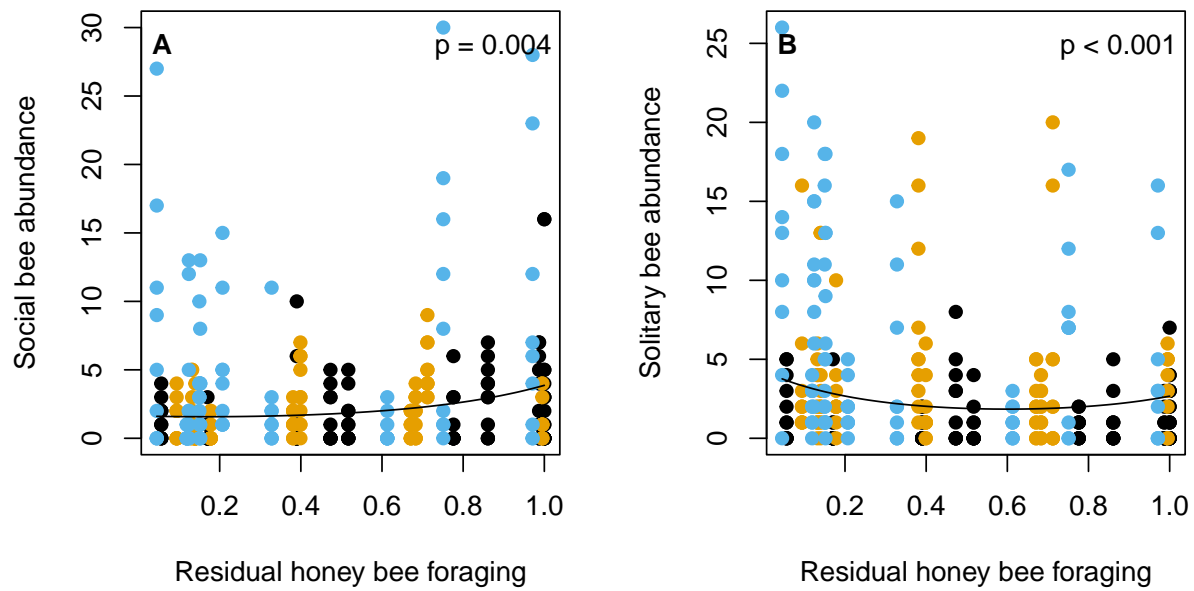 A
p = 0.004
Social bee abundance
30
25
20
15
10
5
0
0.2
0.4
0.6
0.8
1.0
Residual honey bee foraging
B
p < 0.001
Solitary bee abundance
25
20
15
10
5
0
0.2
0.4
0.6
0.8
1.0
Residual honey bee foraging